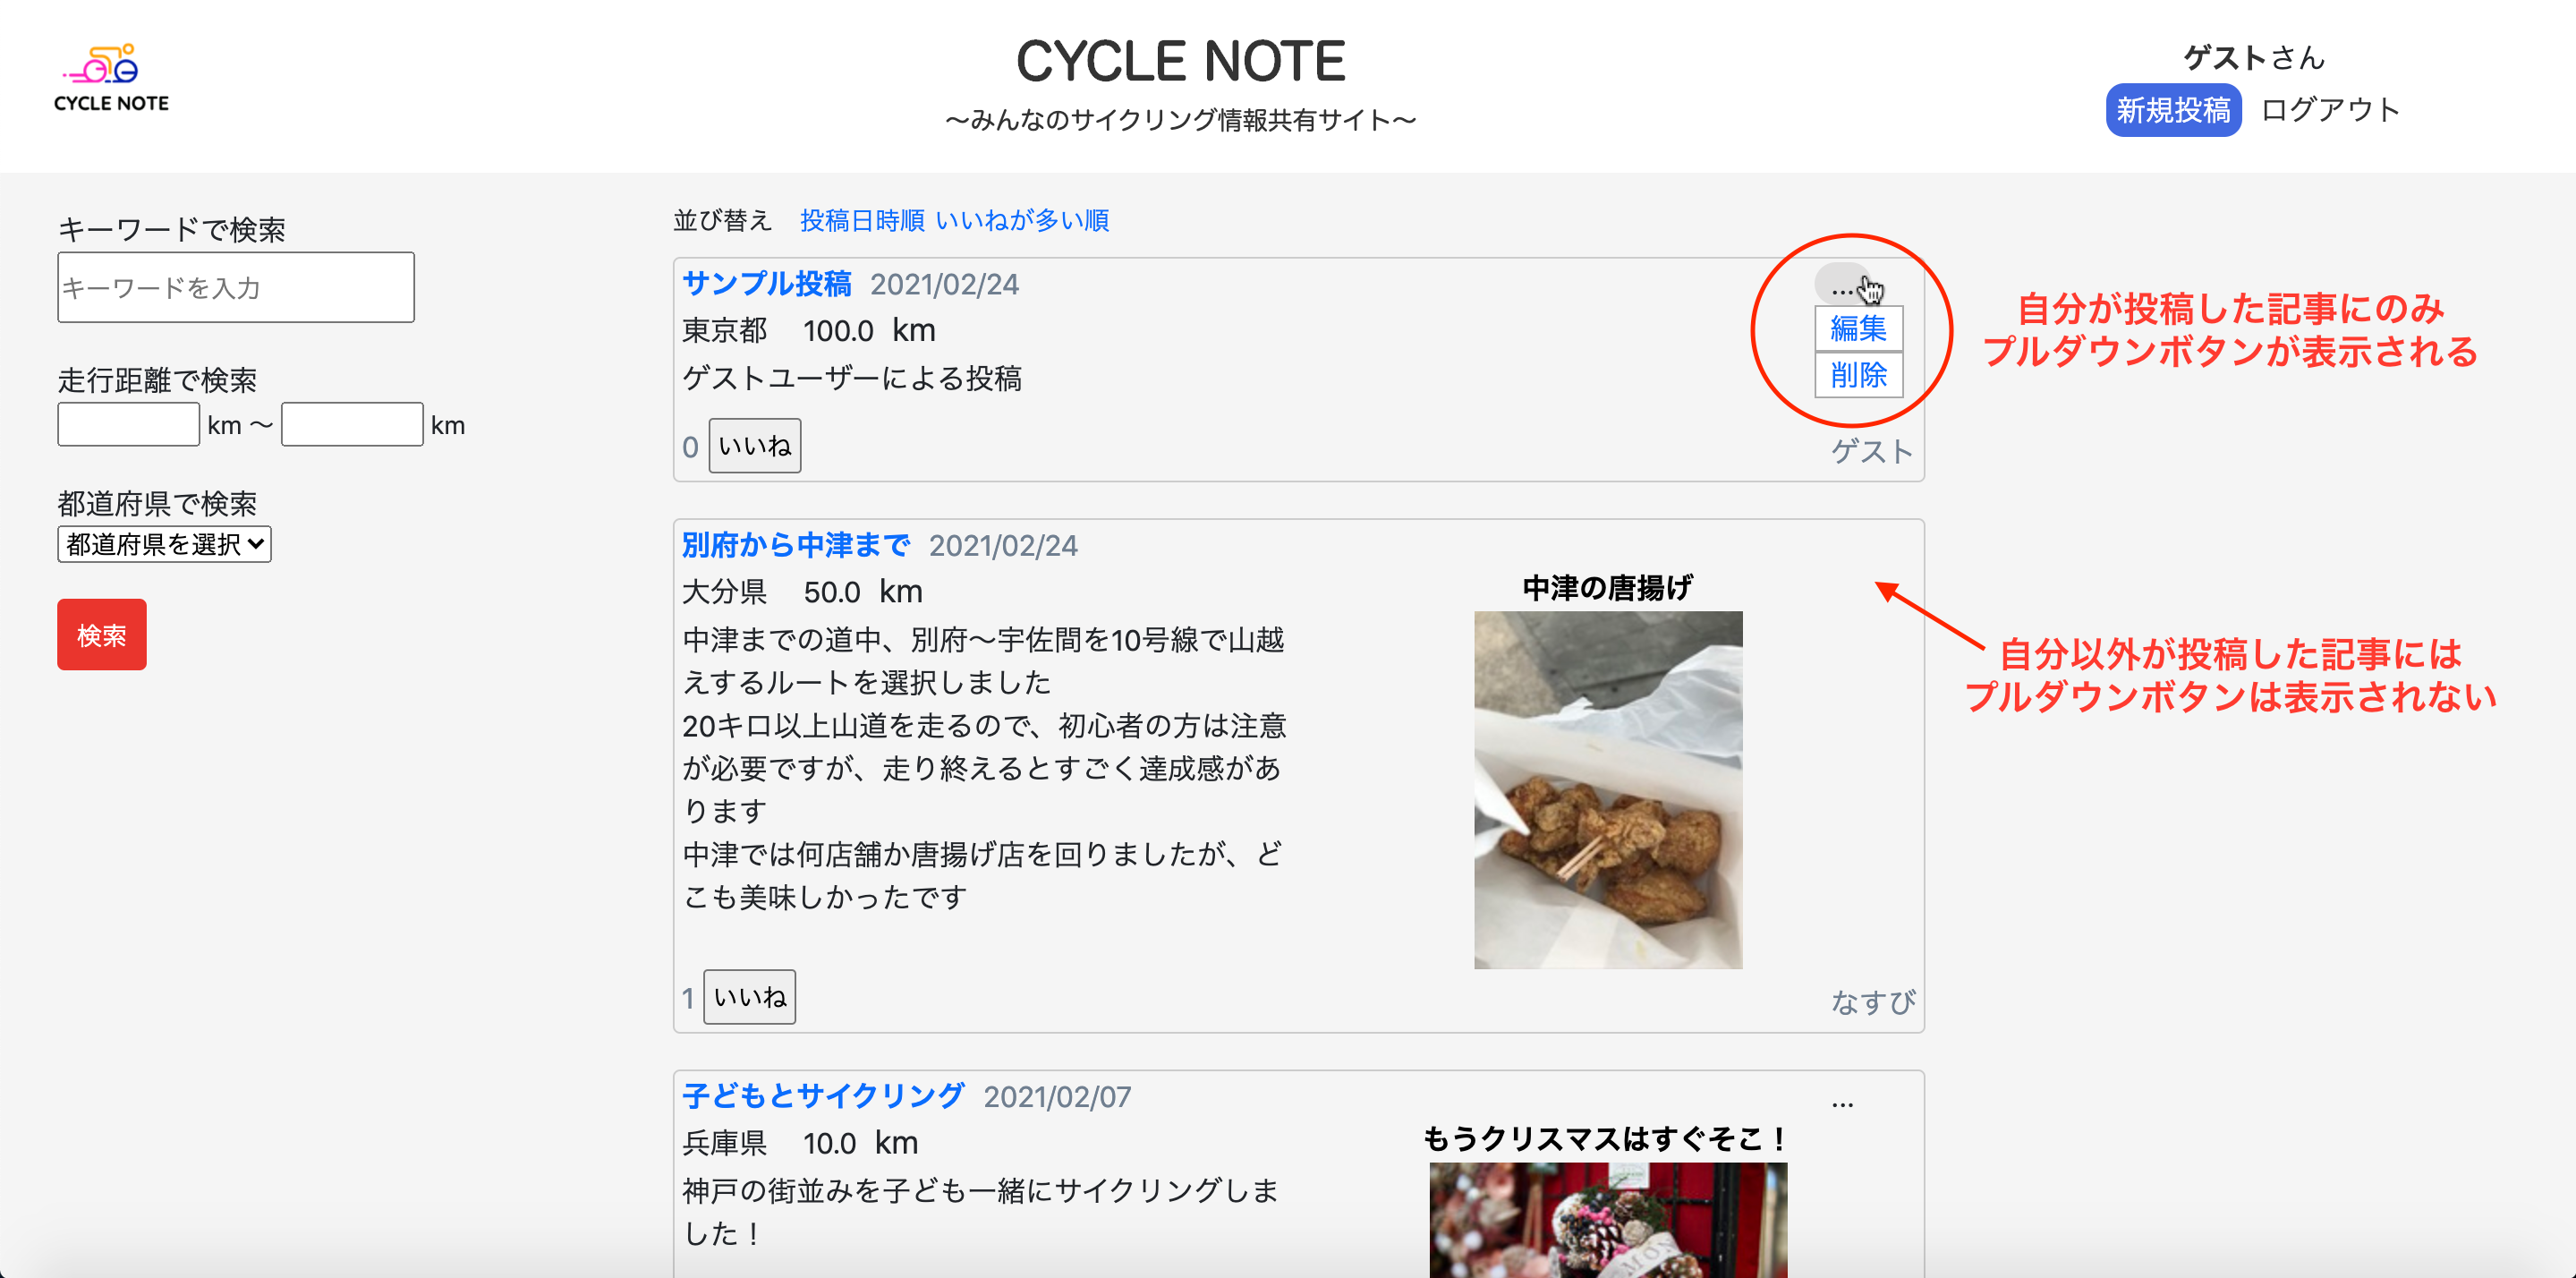 CYCLE NOTE
CYCLE NOTE
〜みんなのサイクリング情報共有サイト〜
ゲストさん
新規投稿 ログアウト
キーワードで検索
キーワードを入力
走行距離で検索
km 〜 km
都道府県で検索
都道府県を選択
検索
並び替え 投稿日時順 いいねが多い順
サンプル投稿 2021/02/24
...
東京都 100.0 km
編集
ゲストユーザーによる投稿
削除
0 いいね
ゲスト
自分が投稿した記事にのみ
プルダウンボタンが表示される
別府から中津まで 2021/02/24
大分県 50.0 km
中津までの道中、別府〜宇佐間を10号線で山越
えするルートを選択しました
20キロ以上山道を走るので、初心者の方は注意
が必要ですが、走り終えるとすごく達成感があ
ります
中津では何店舗か唐揚げ店を回りましたが、ど
こも美味しかったです
中津の唐揚げ
1 いいね
なすび
自分以外が投稿した記事には
プルダウンボタンは表示されない
子どもとサイクリング 2021/02/07
...
兵庫県 10.0 km
神戸の街並みを子ども一緒にサイクリングしま
した！
もうクリスマスはすぐそこ！